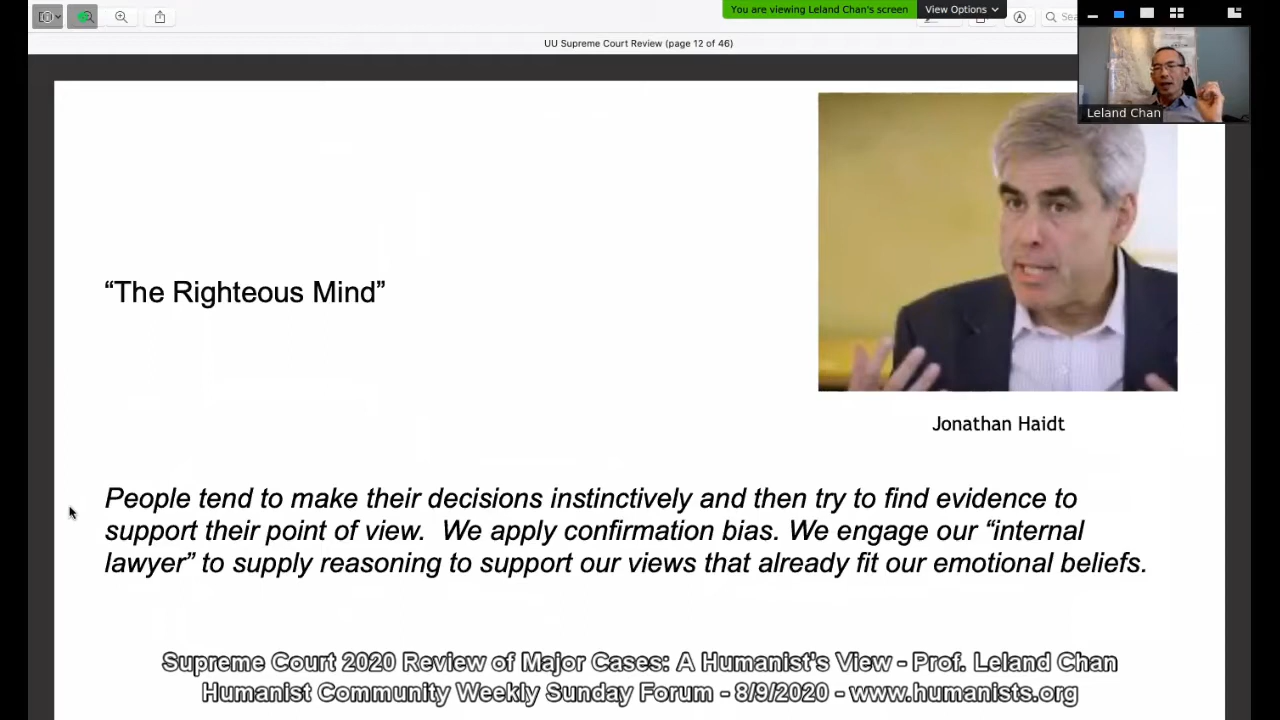 You are viewing Leland Chan's screen View Options
Sea
UU Supreme Court Review (page 12 of 46)
Leland Chan
“The Righteous Mind”
Jonathan Haidt
People tend to make their decisions instinctively and then try to find evidence to
support their point of view.  We apply confirmation bias. We engage our “internal
lawyer” to supply reasoning to support our views that already fit our emotional beliefs.
Supreme Court 2020 Review of Major Cases: A Humanist's View - Prof. Leland Chan
Humanist Community Weekly Sunday Forum - 8/9/2020 - www.humanists.org